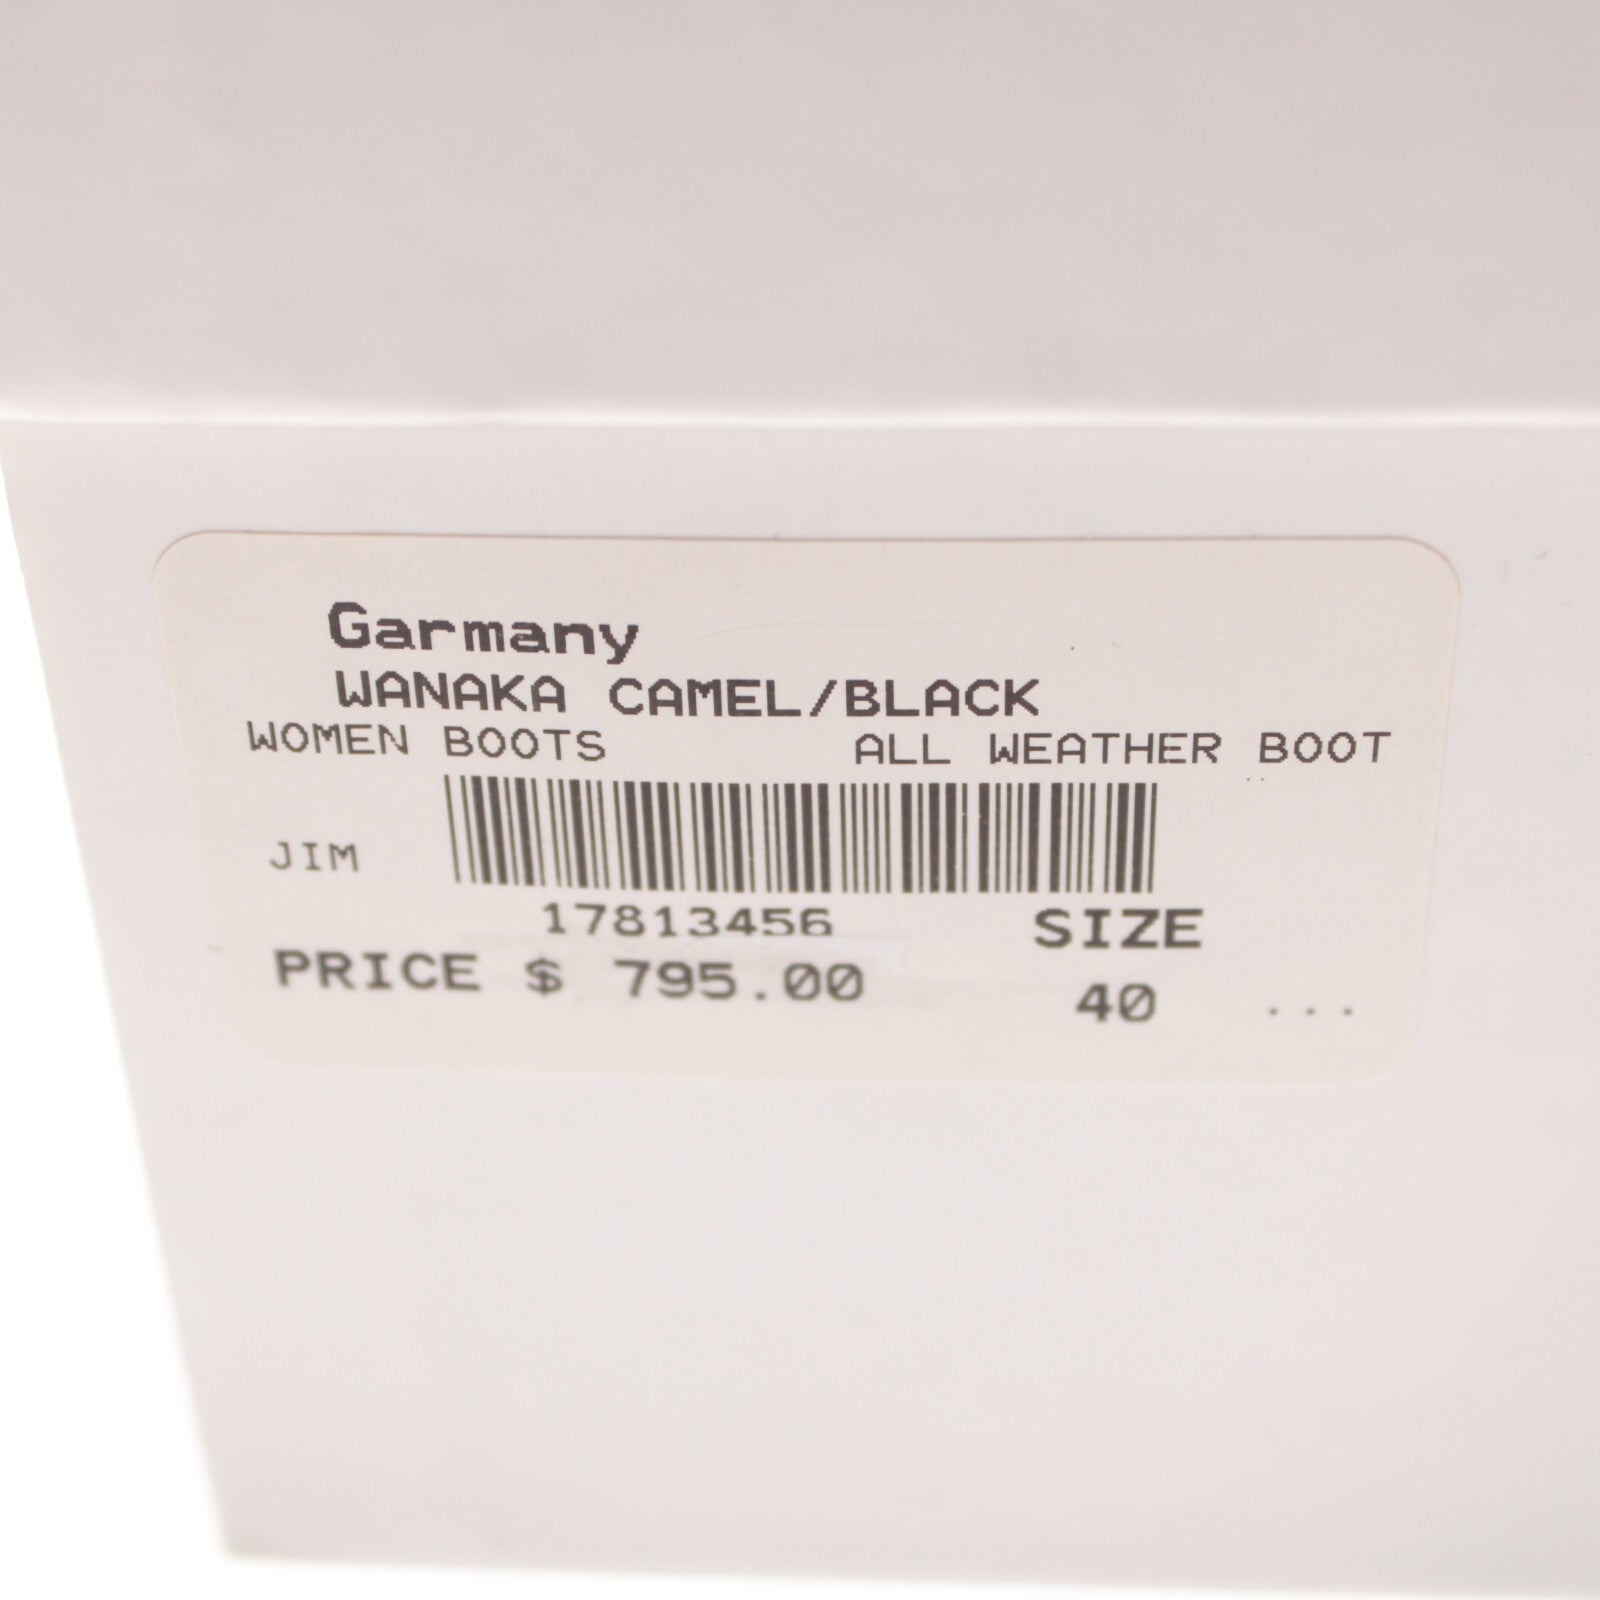 Garmany
WANAKA CAMEL/BLACK
WOMEN BOOTS ALL WEATHER BOOT
JIM
17813456 SIZE
PRICE $ 795.00 40 ...